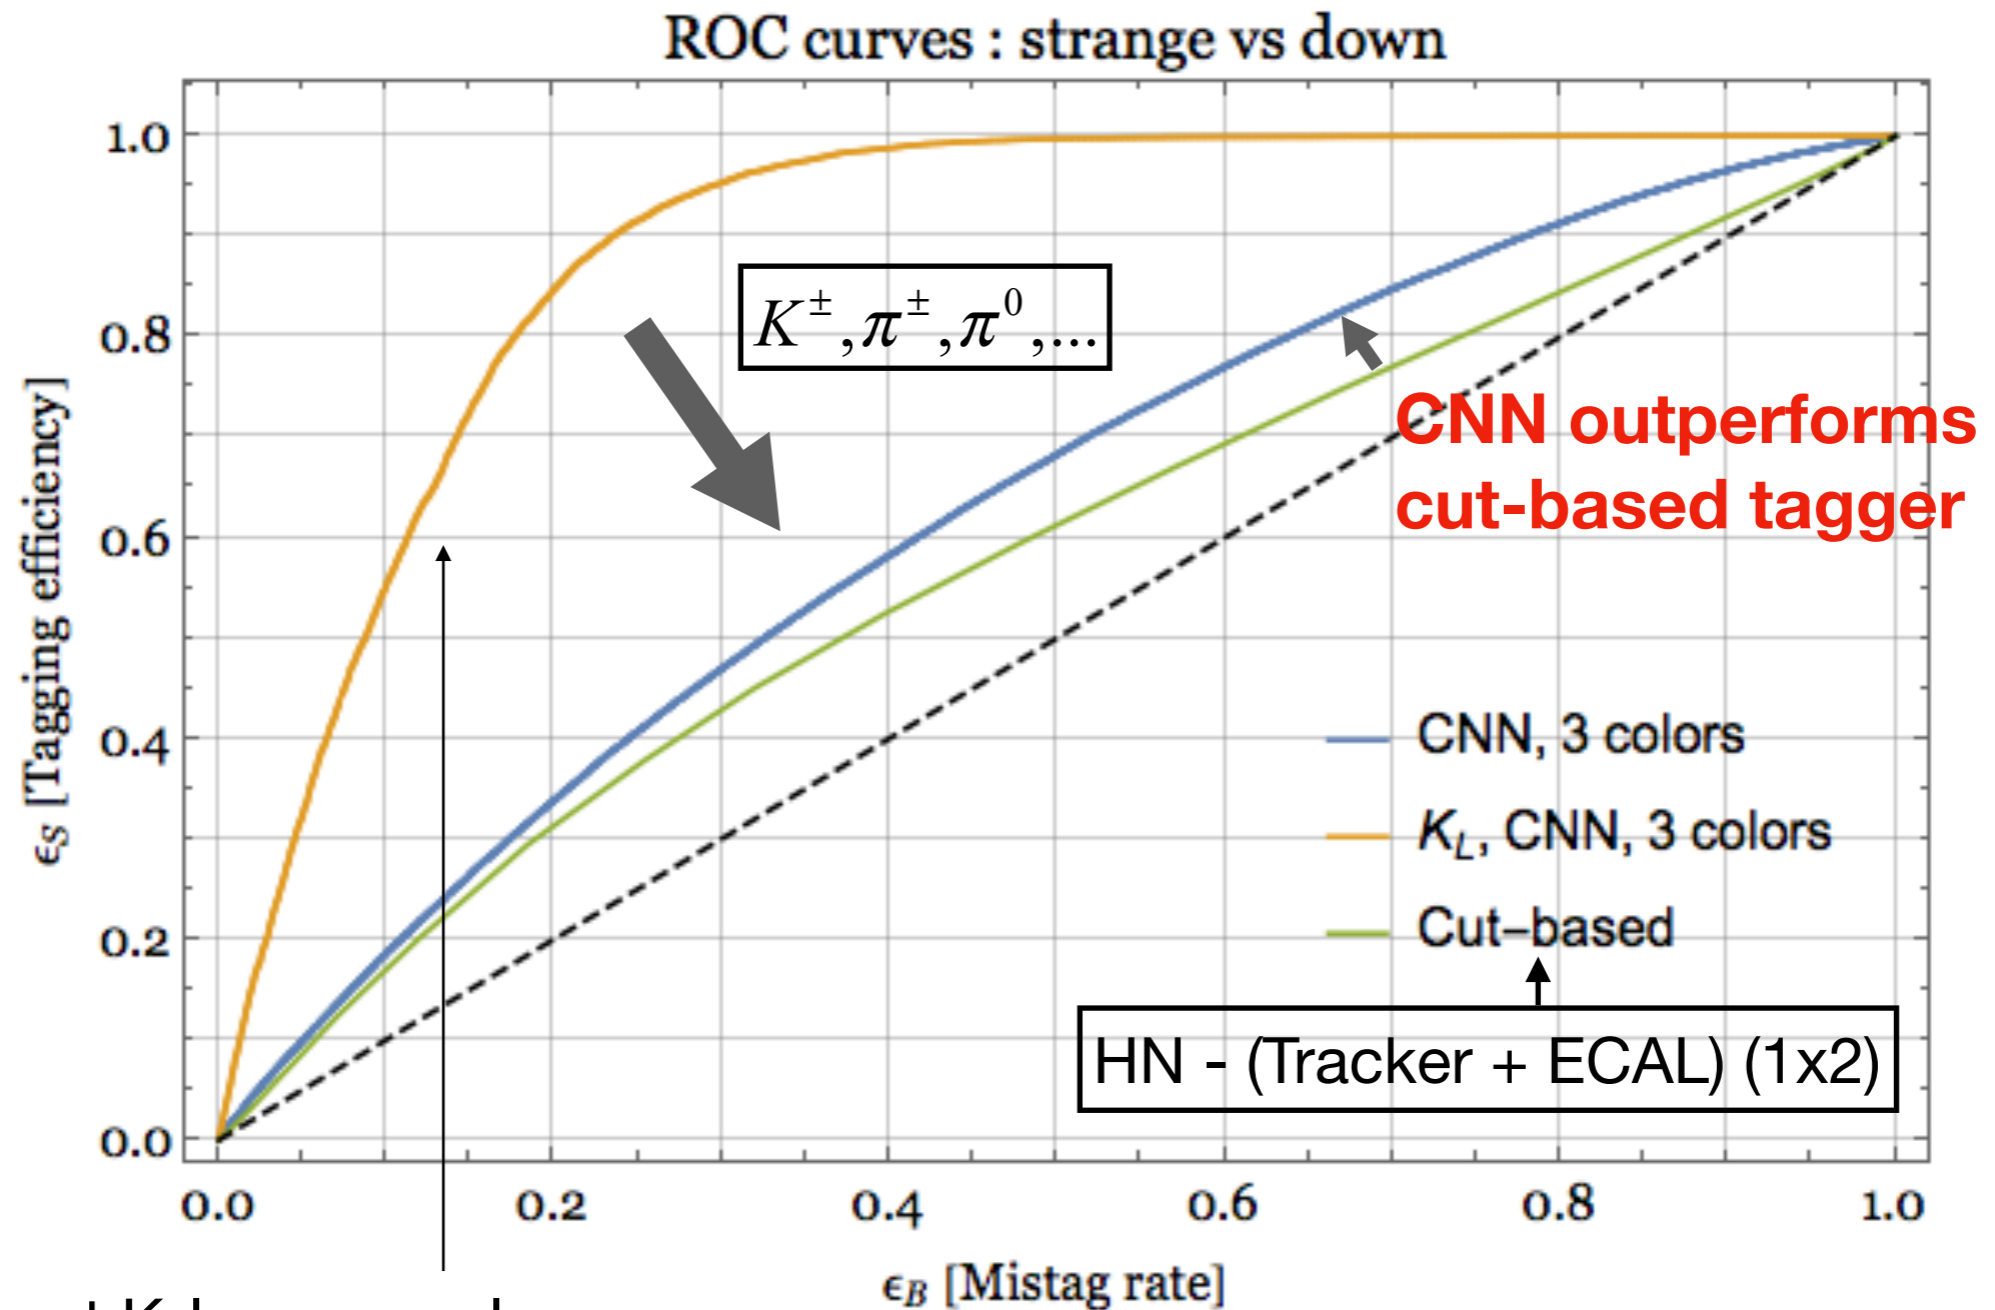 ROC curves : strange vs down
1.0
0.8
0.6
0.4
0.2
0.0
ϵS [Tagging efficiency]
K±,π±,π0,...
CNN outperforms
cut-based tagger
CNN, 3 colors
KL, CNN, 3 colors
Cut–based
HN - (Tracker + ECAL) (1x2)
0.0 0.2 0.4 0.6 0.8 1.0
ϵB [Mistag rate]